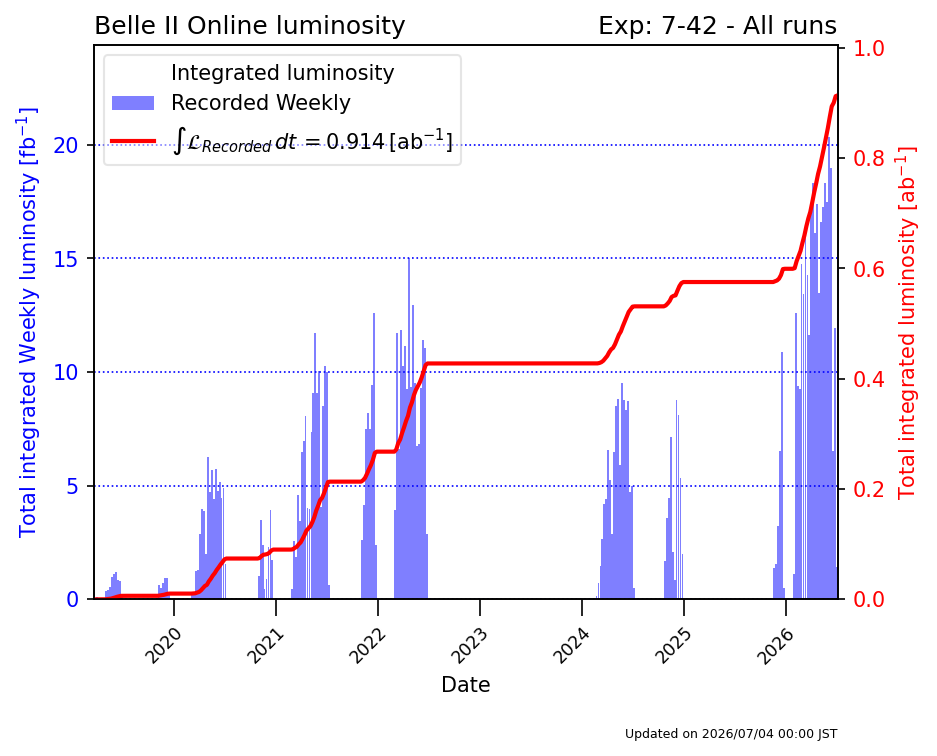 Belle II Online luminosity
Exp: 7-42 - All runs
Integrated luminosity
Recorded Weekly
∫ℒ_Recorded dt = 0.914 [ab⁻¹]
Total integrated Weekly luminosity [fb⁻¹]
20
15
10
5
0
1.0
0.8
0.6
0.4
0.2
0.0
Total integrated luminosity [ab⁻¹]
2020
2021
2022
2023
2024
2025
2026
Date
Updated on 2026/07/04 00:00 JST